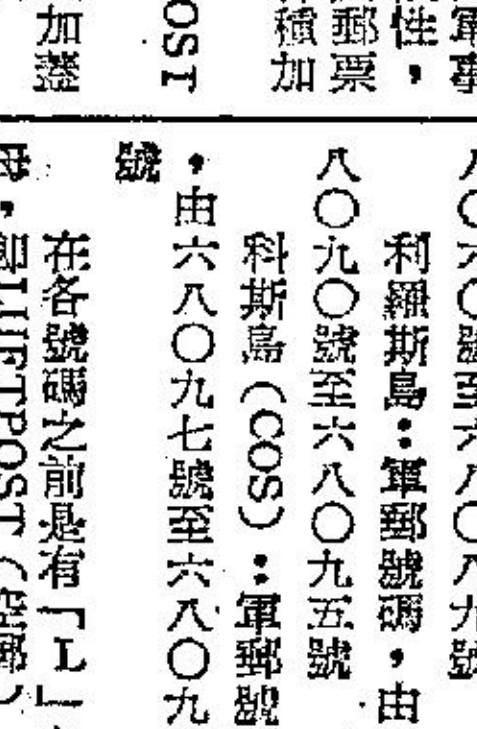 軍事
性，
郵票
種加
POST
加蓋
八〇六〇號至六八〇八九號
利羅斯島：軍郵號碼，由
八〇九〇號至六八〇九五號
科斯島（COS）：軍郵號
，由六八〇九七號至六八〇九
號
在各號碼之前是有「L」
母，即LUFTPOST（空郵）